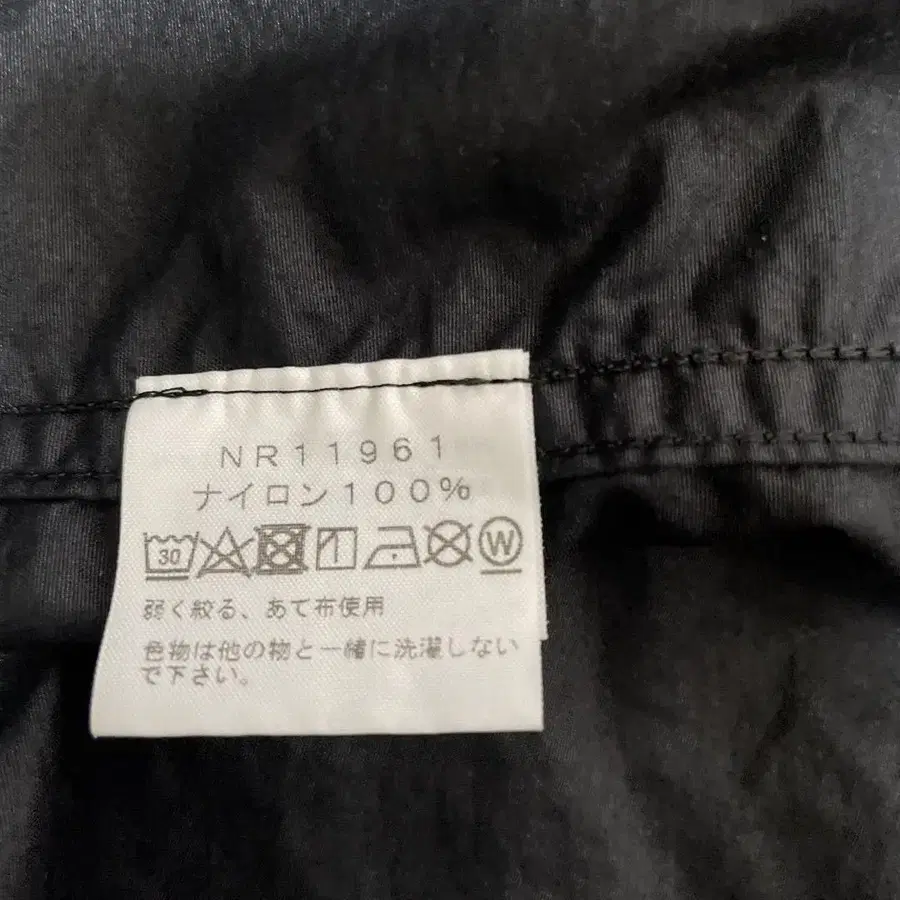 NR11961
ナイロン100%
30 W
弱く絞る、あて布使用
色物は他の物と一緒に洗濯しない
で下さい。